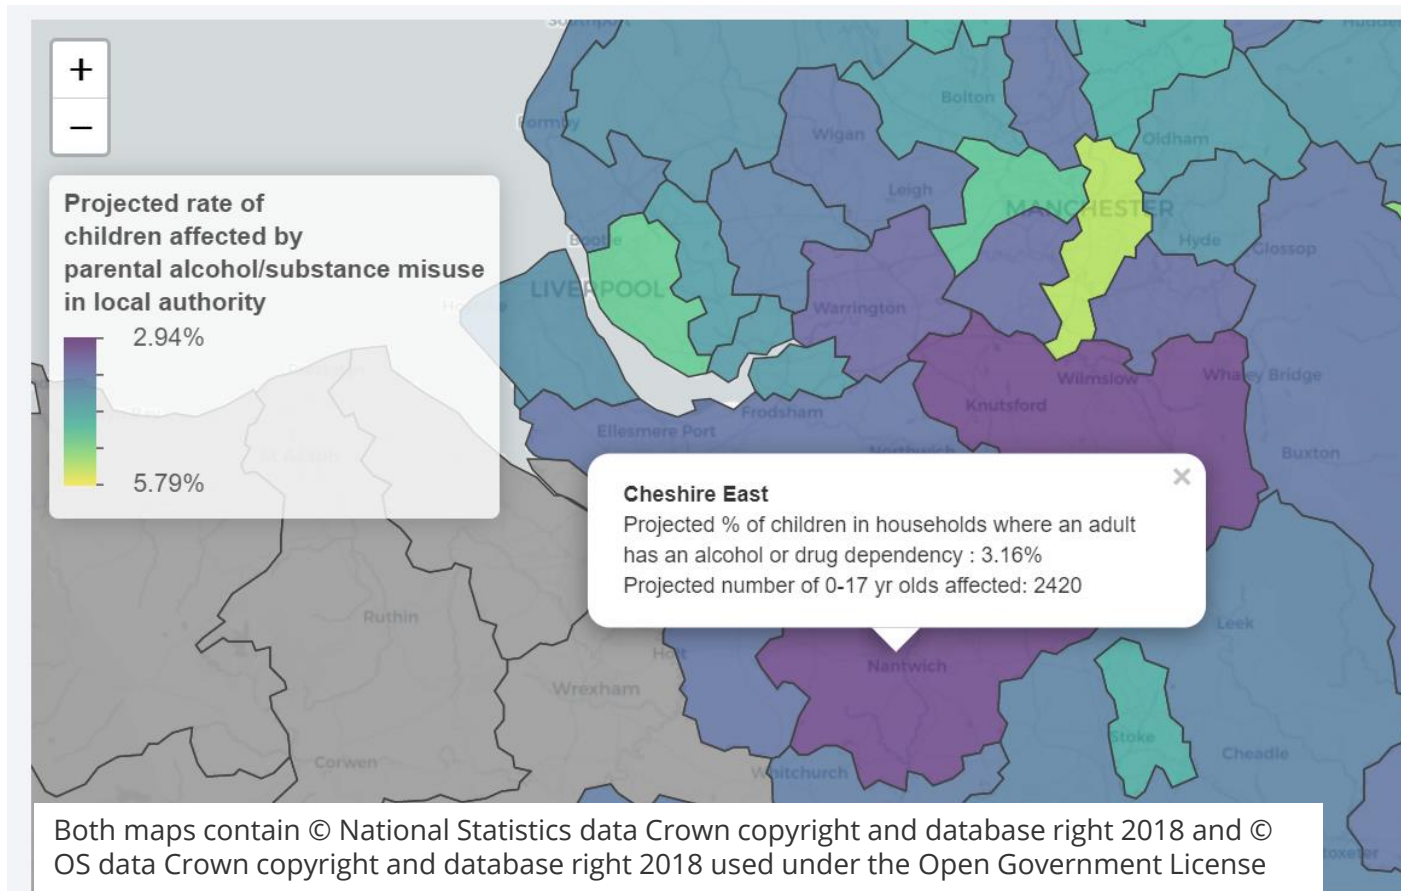 +
−
Projected rate of
children affected by
parental alcohol/substance misuse
in local authority
2.94%
5.79%
Formby
Bolton
Wigan
Oldham
Leigh
MANCHESTER
Bootle
Hyde
Glossop
LIVERPOOL
Warrington
Wilmslow
Whaley Bridge
Knutsford
Frodsham
Ellesmere Port
Northwich
Buxton
Cheshire East
Projected % of children in households where an adult
has an alcohol or drug dependency : 3.16%
Projected number of 0-17 yr olds affected: 2420
×
Ruthin
Leek
Holt
Nantwich
Wrexham
Stoke
Corwen
Whitchurch
Cheadle
Both maps contain © National Statistics data Crown copyright and database right 2018 and ©
OS data Crown copyright and database right 2018 used under the Open Government License